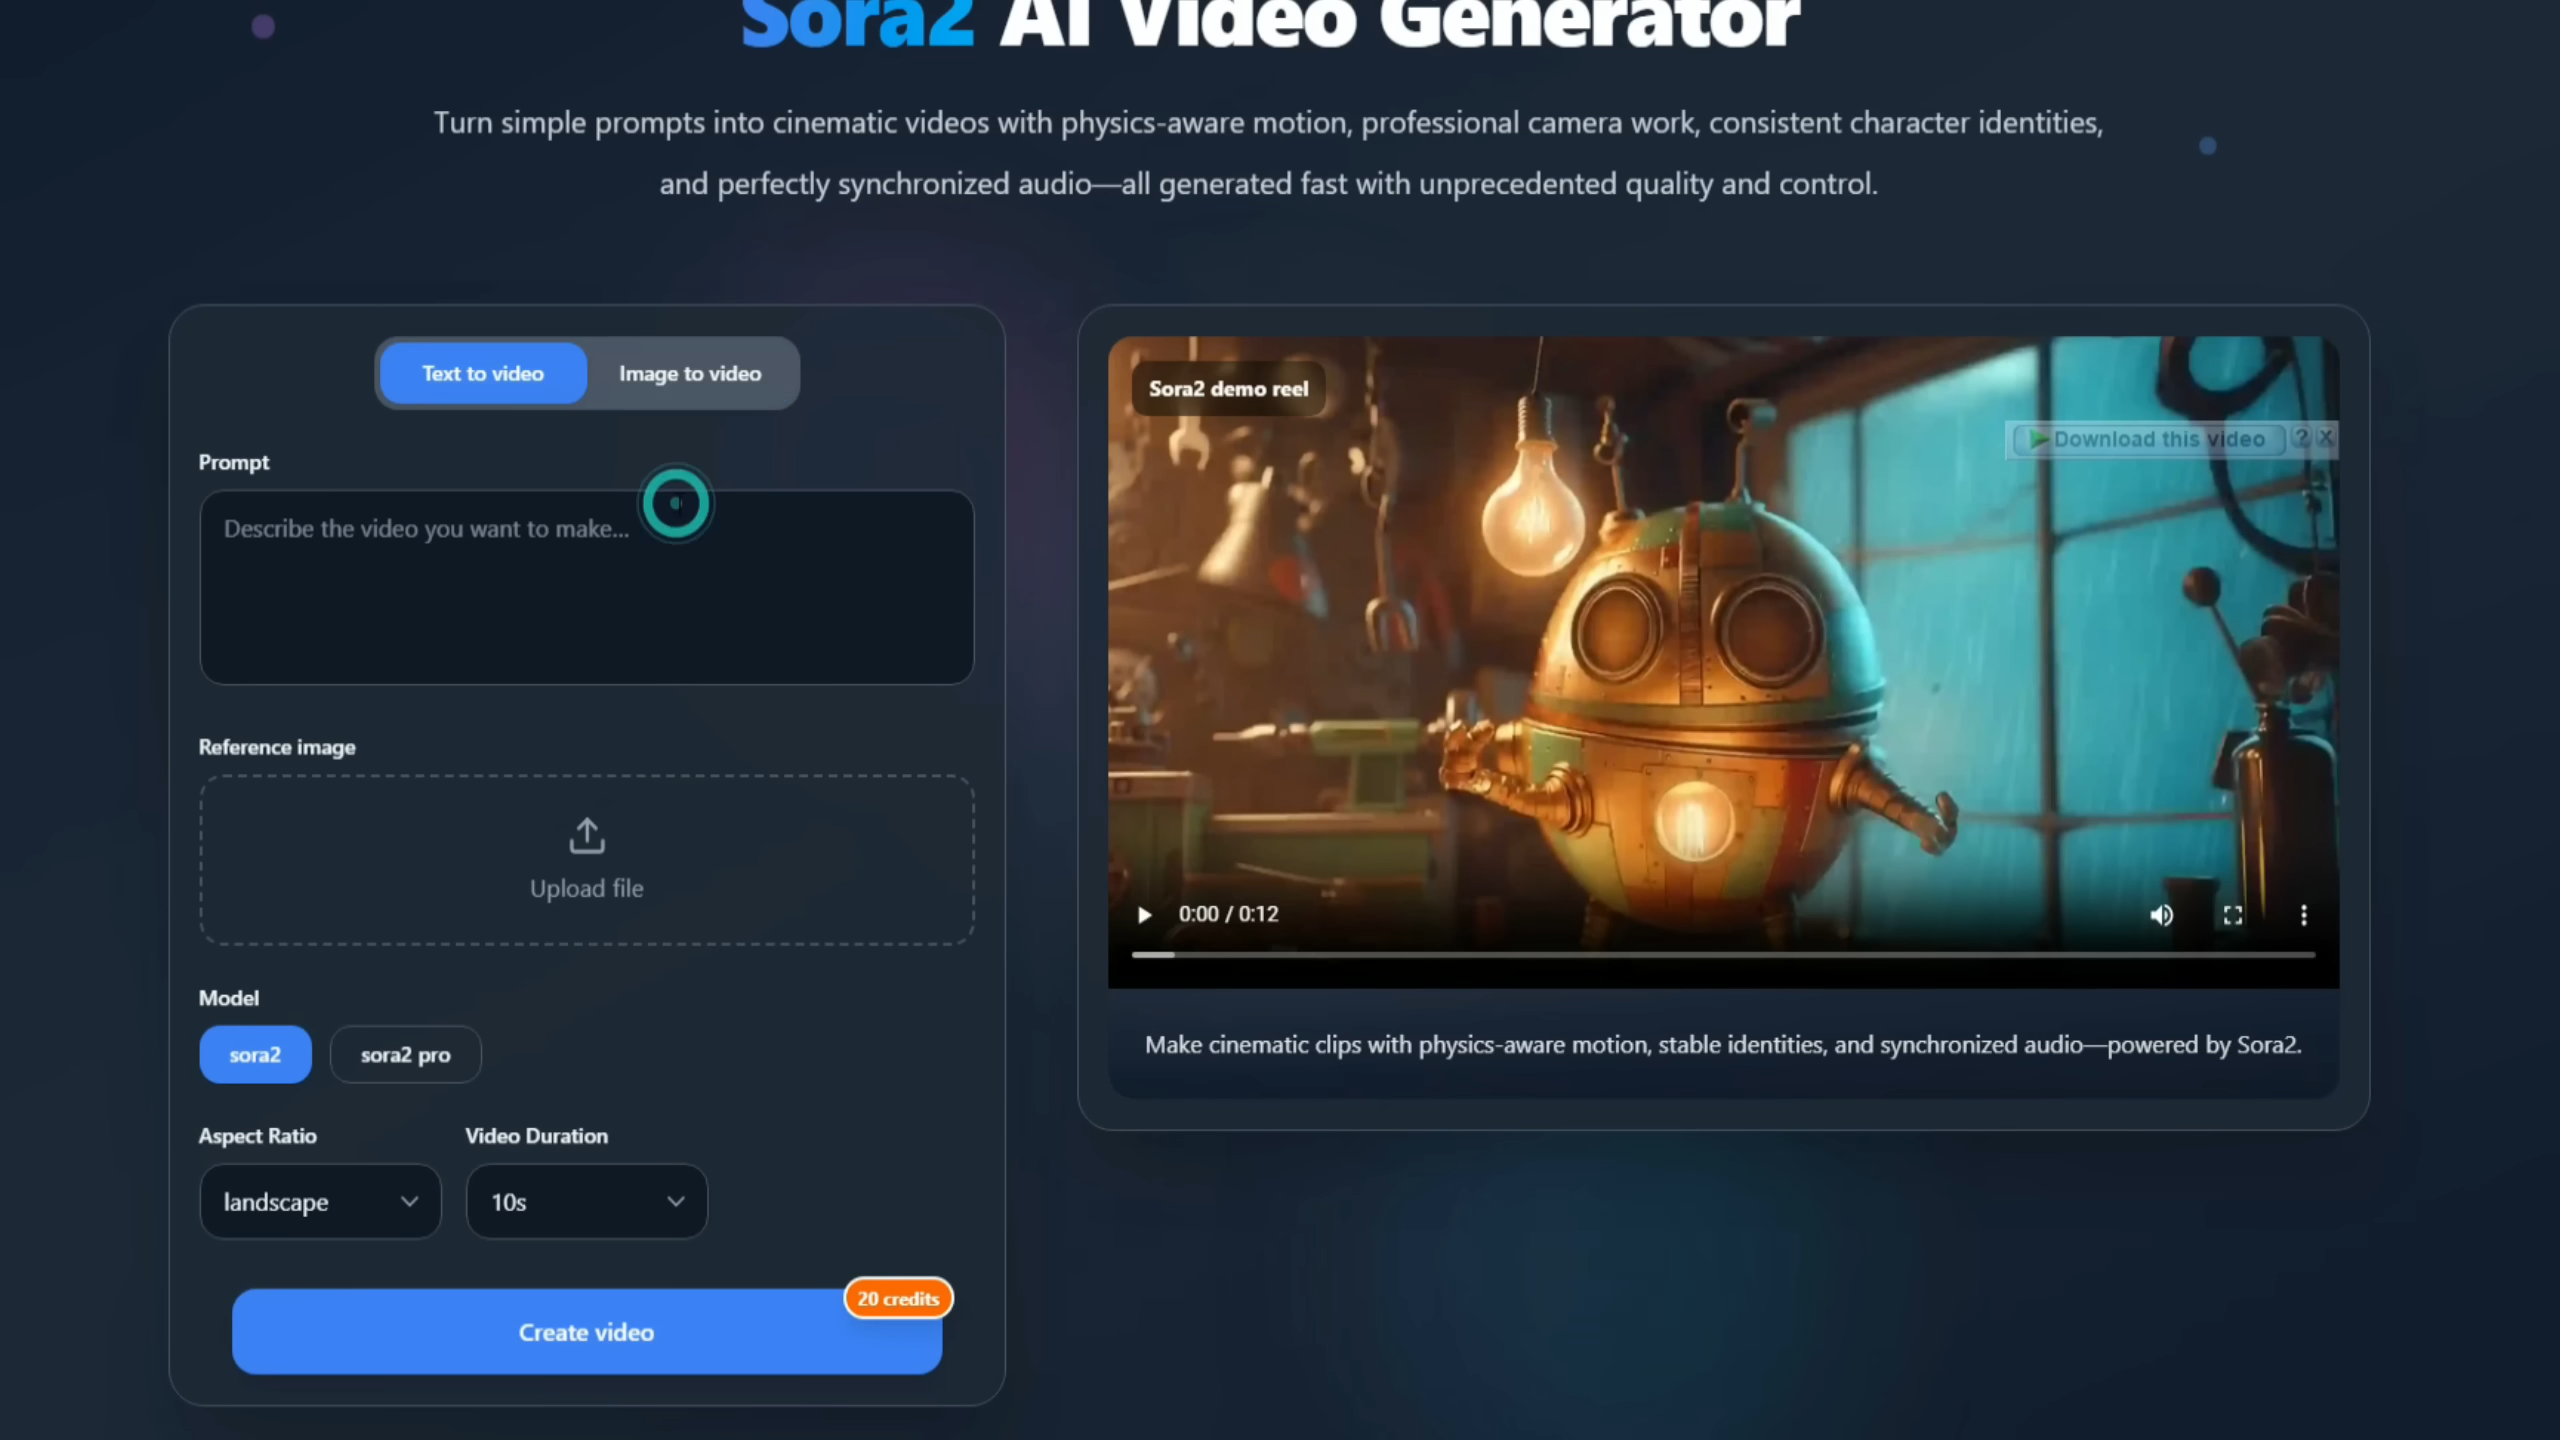 Sora2 AI Video Generator
Turn simple prompts into cinematic videos with physics-aware motion, professional camera work, consistent character identities,
and perfectly synchronized audio—all generated fast with unprecedented quality and control.
Text to video
Image to video
Prompt
Describe the video you want to make...
Reference image
Upload file
Model
sora2
sora2 pro
Aspect Ratio
Video Duration
landscape
10s
20 credits
Create video
Sora2 demo reel
Download this video ? X
0:00 / 0:12
Make cinematic clips with physics-aware motion, stable identities, and synchronized audio—powered by Sora2.